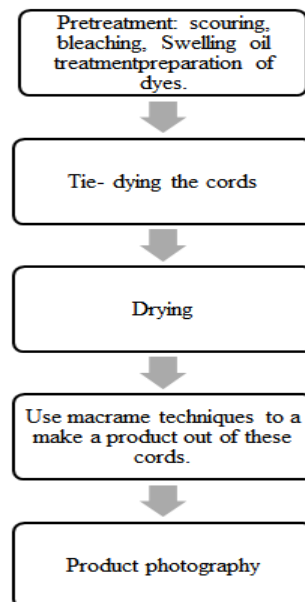 Pretreatment: scouring,
bleaching, Swelling oil
treatmentpreparation of
dyes.
Tie- dying the cords
Drying
Use macrame techniques to a
make a product out of these
cords.
Product photography